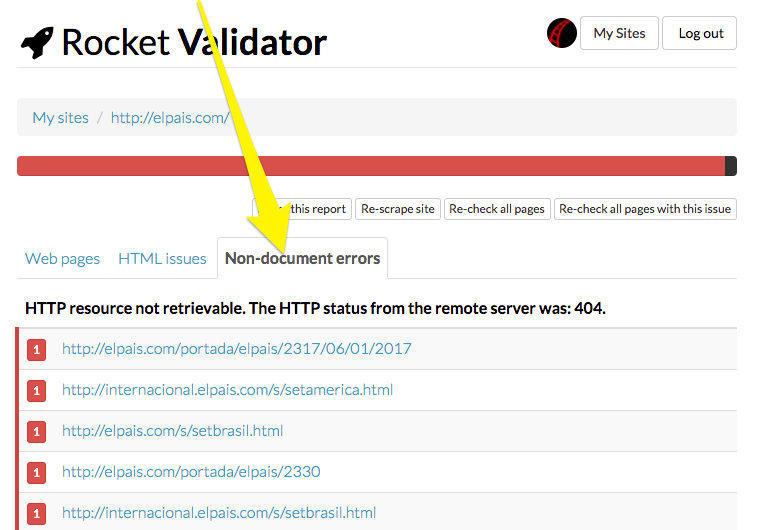 Rocket Validator
My Sites
Log out
My sites / http://elpais.com/
this report
Re-scrape site
Re-check all pages
Re-check all pages with this issue
Web pages
HTML issues
Non-document errors
HTTP resource not retrievable. The HTTP status from the remote server was: 404.
1 http://elpais.com/portada/elpais/2317/06/01/2017
1 http://internacional.elpais.com/s/setamerica.html
1 http://elpais.com/s/setbrasil.html
1 http://elpais.com/portada/elpais/2330
1 http://internacional.elpais.com/s/setbrasil.html